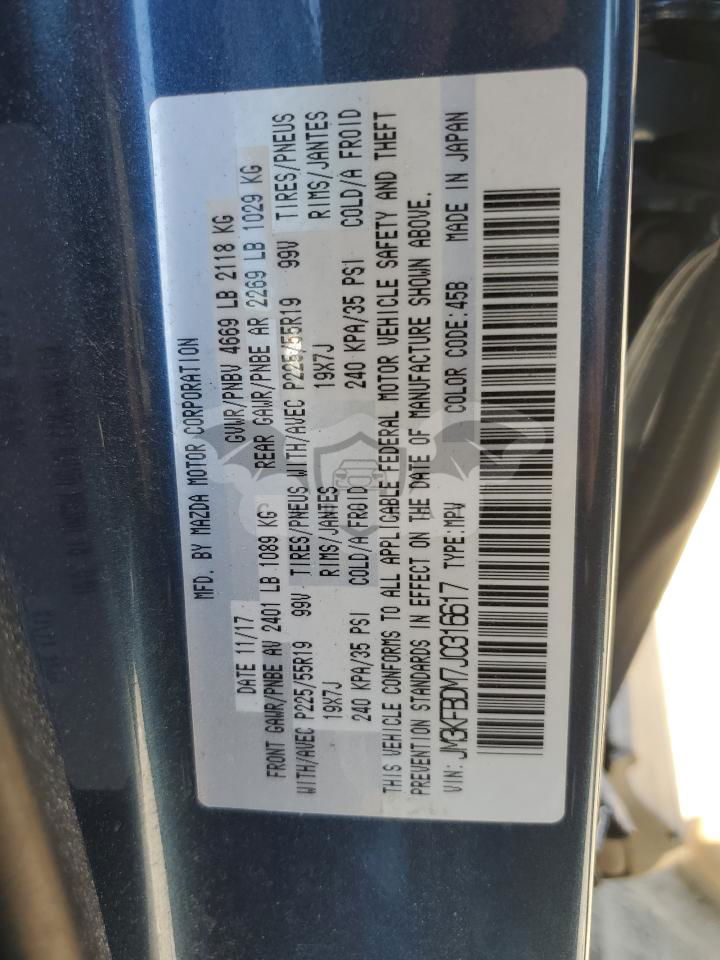 MFD. BY MAZDA MOTOR CORPORATION
DATE 11/17 GVWR/PNBV 4669 LB 2118 KG
FRONT GAWR/PNBE AV 2401 LB 1089 KG REAR GAWR/PNBE AR 2269 LB 1029 KG
WITH/AVEC P225/55R19 99V TIRES/PNEUS WITH/AVEC P225/55R19 99V TIRES/PNEUS
19X7J RIMS/JANTES 19X7J RIMS/JANTES
240 KPA/35 PSI COLD/A FROID 240 KPA/35 PSI COLD/A FROID
THIS VEHICLE CONFORMS TO ALL APPLICABLE FEDERAL MOTOR VEHICLE SAFETY AND THEFT
PREVENTION STANDARDS IN EFFECT ON THE DATE OF MANUFACTURE SHOWN ABOVE.
VIN: JM3KFBDM7J0316617 TYPE:MPV COLOR CODE:45B MADE IN JAPAN